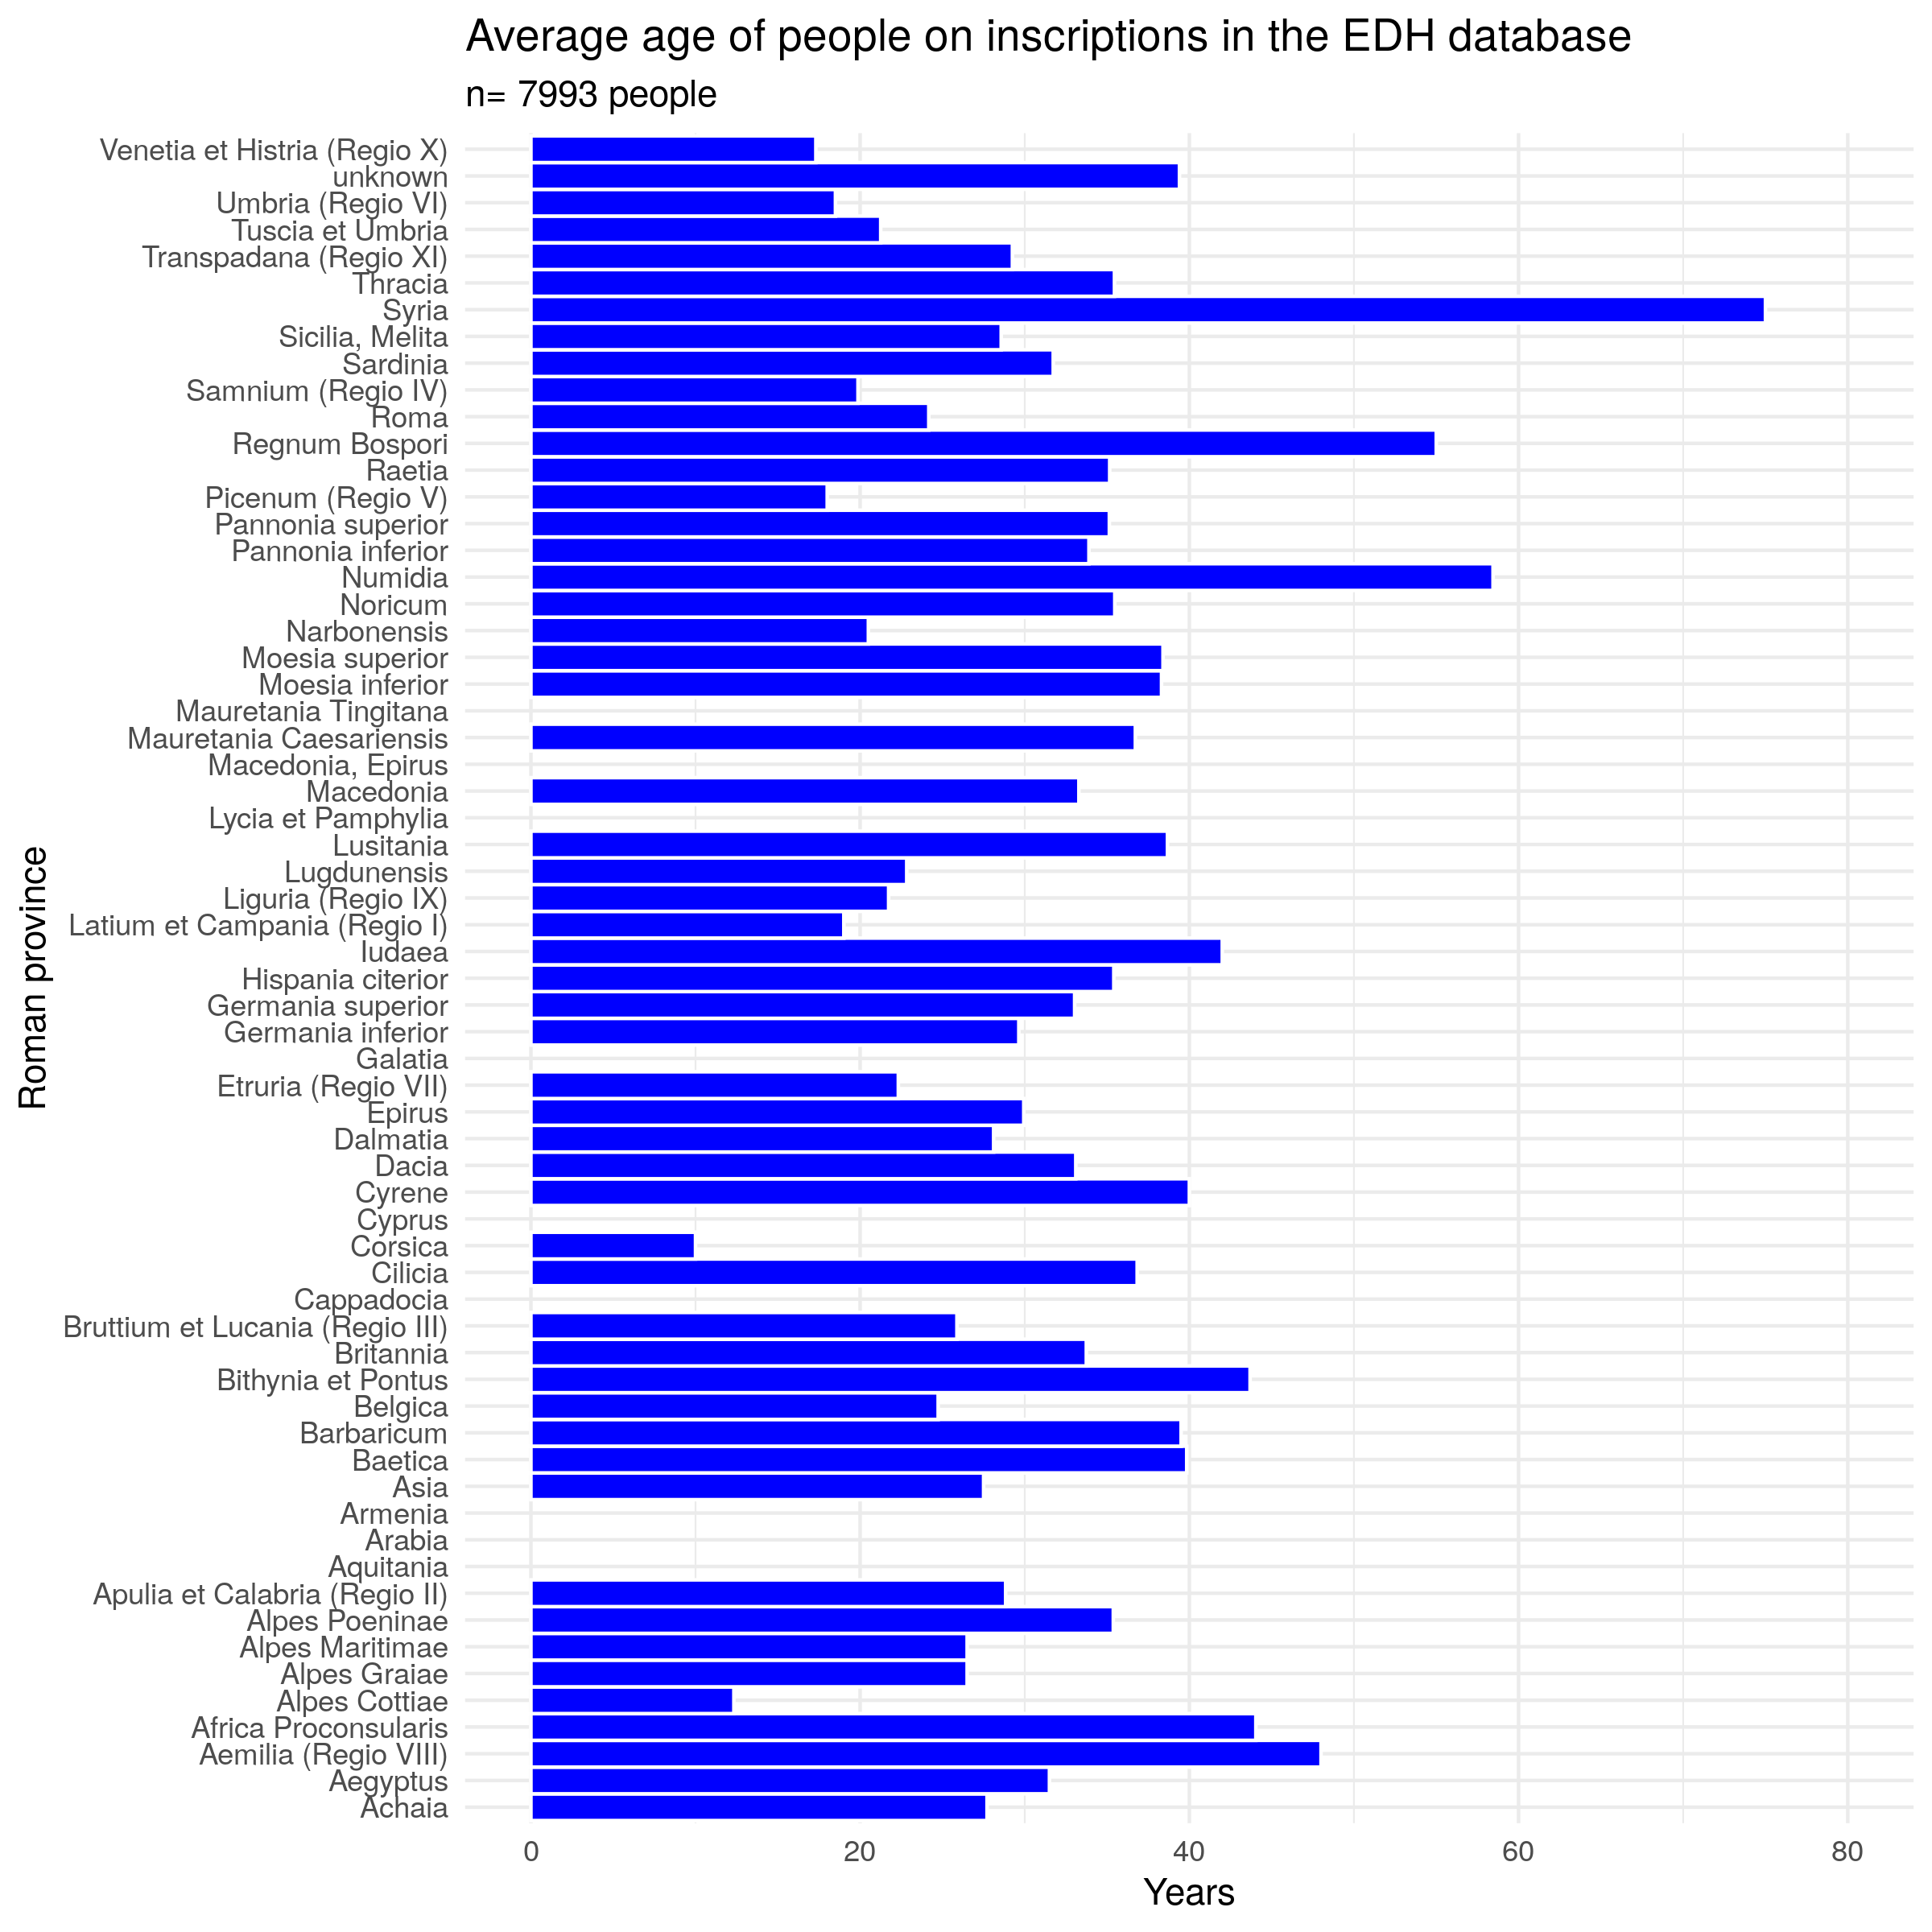 Average age of people on inscriptions in the EDH database
n= 7993 people
Venetia et Histria (Regio X)
unknown
Umbria (Regio VI)
Tuscia et Umbria
Transpadana (Regio XI)
Thracia
Syria
Sicilia, Melita
Sardinia
Samnium (Regio IV)
Roma
Regnum Bospori
Raetia
Picenum (Regio V)
Pannonia superior
Pannonia inferior
Numidia
Noricum
Narbonensis
Moesia superior
Moesia inferior
Mauretania Tingitana
Mauretania Caesariensis
Macedonia, Epirus
Macedonia
Lycia et Pamphylia
Lusitania
Lugdunensis
Liguria (Regio IX)
Latium et Campania (Regio I)
Iudaea
Hispania citerior
Germania superior
Germania inferior
Galatia
Etruria (Regio VII)
Epirus
Dalmatia
Dacia
Cyrene
Cyprus
Corsica
Cilicia
Cappadocia
Bruttium et Lucania (Regio III)
Britannia
Bithynia et Pontus
Belgica
Barbaricum
Baetica
Asia
Armenia
Arabia
Aquitania
Apulia et Calabria (Regio II)
Alpes Poeninae
Alpes Maritimae
Alpes Graiae
Alpes Cottiae
Africa Proconsularis
Aemilia (Regio VIII)
Aegyptus
Achaia
Roman province
0 20 40 60 80
Years